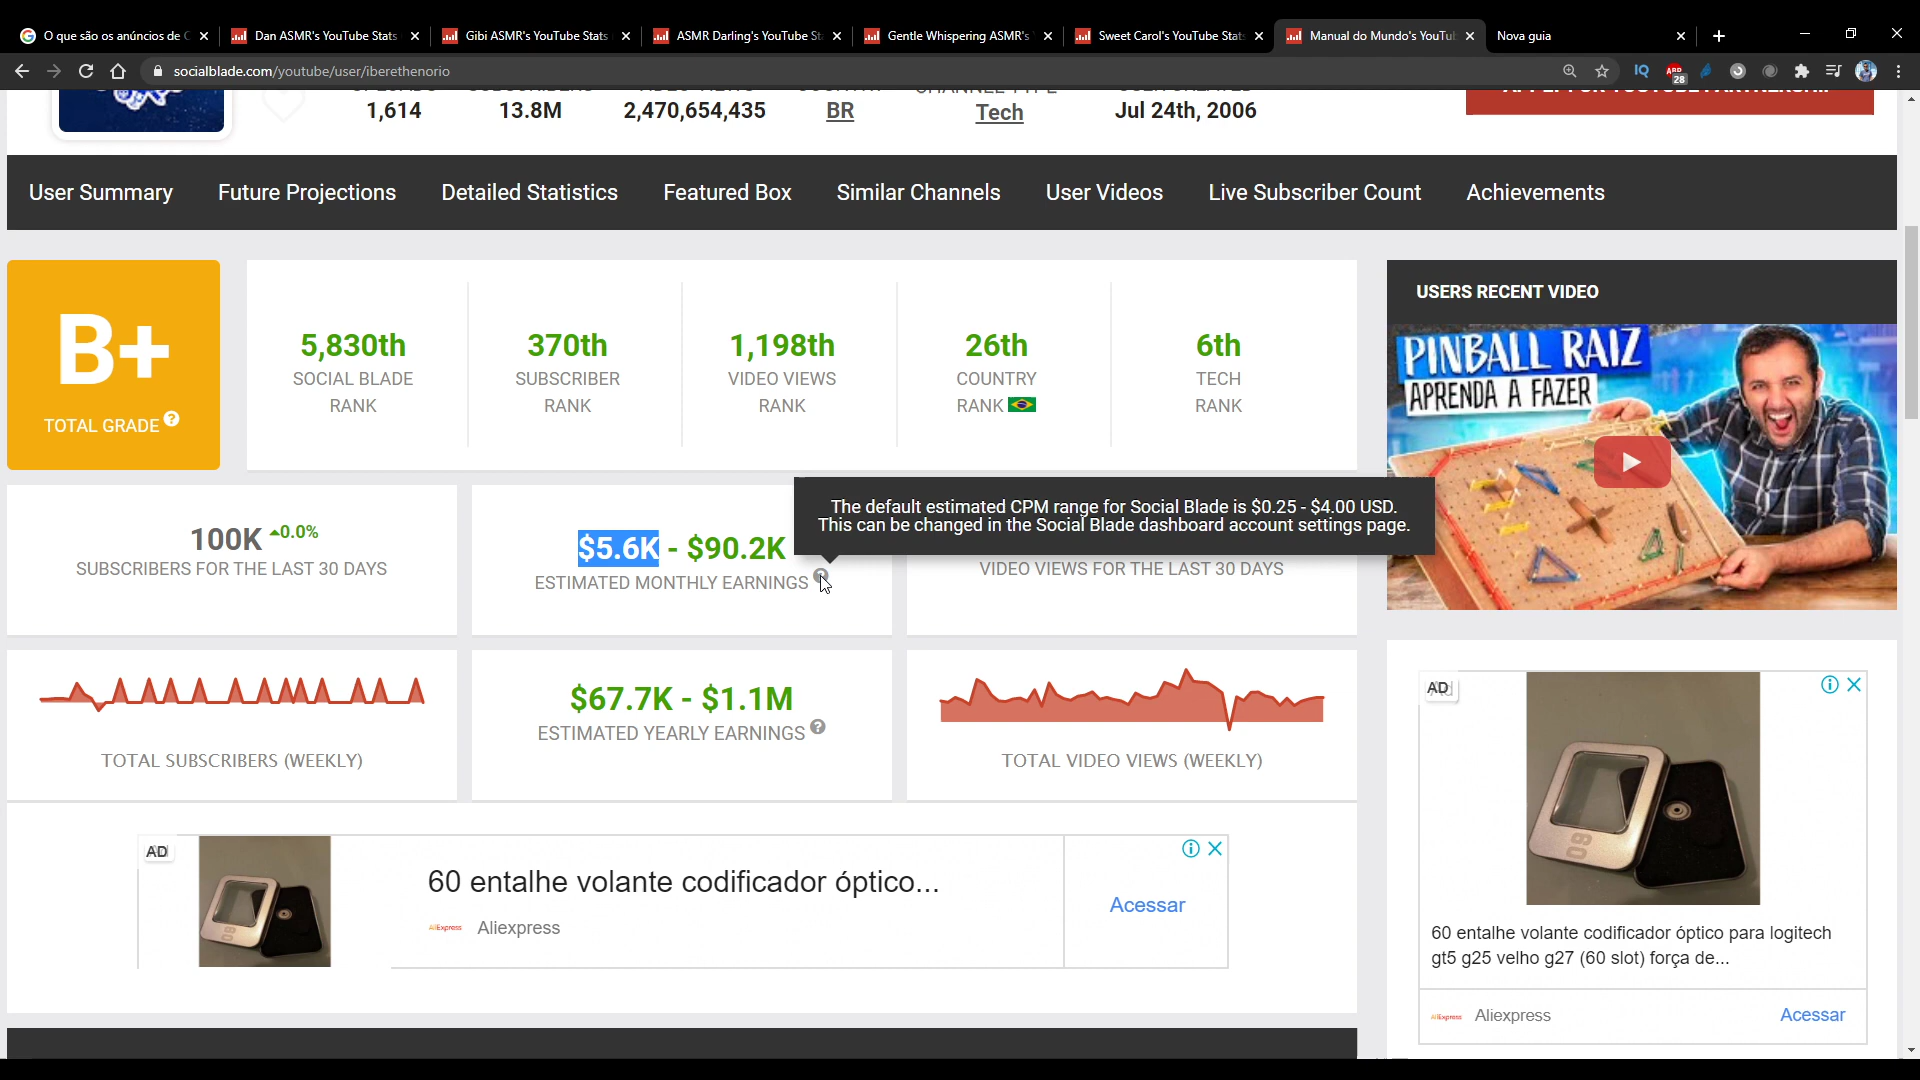 O que são os anúncios de
Dan ASMR's YouTube Stats
Gibi ASMR's YouTube Stats
ASMR Darling's YouTube St
Gentle Whispering ASMR's
Sweet Carol's YouTube Stat
Manual do Mundo's YouTu
Nova guia
socialblade.com/youtube/user/iberethenorio
IQ
ABP
28
1,614
13.8M
2,470,654,435
BR
Tech
Jul 24th, 2006
User Summary
Future Projections
Detailed Statistics
Featured Box
Similar Channels
User Videos
Live Subscriber Count
Achievements
B+
TOTAL GRADE ?
5,830th
SOCIAL BLADE
RANK
370th
SUBSCRIBER
RANK
1,198th
VIDEO VIEWS
RANK
26th
COUNTRY
RANK
6th
TECH
RANK
USERS RECENT VIDEO
PINBALL RAIZ
APRENDA A FAZER
100K 0.0%
SUBSCRIBERS FOR THE LAST 30 DAYS
$5.6K - $90.2K
ESTIMATED MONTHLY EARNINGS
The default estimated CPM range for Social Blade is $0.25 - $4.00 USD.
This can be changed in the Social Blade dashboard account settings page.
VIDEO VIEWS FOR THE LAST 30 DAYS
TOTAL SUBSCRIBERS (WEEKLY)
$67.7K - $1.1M
ESTIMATED YEARLY EARNINGS ?
TOTAL VIDEO VIEWS (WEEKLY)
AD
60 entalhe volante codificador óptico...
AliExpress
Aliexpress
Acessar
AD
60
60 entalhe volante codificador óptico para logitech
gt5 g25 velho g27 (60 slot) força de...
AliExpress
Aliexpress
Acessar